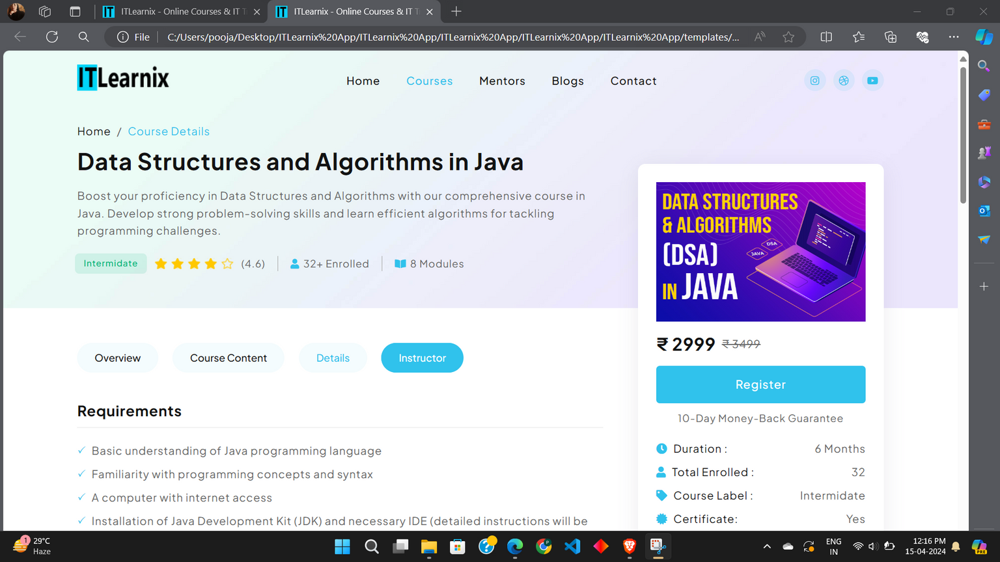 ITLearnix - Online Courses & IT T
ITLearnix - Online Courses & IT T
File
C:/Users/pooja/Desktop/ITLearnix%20App/ITLearnix%20App/ITLearnix%20App/ITLearnix%20App/ITLearnix%20App/templates/...
ITLearnix
Home
Courses
Mentors
Blogs
Contact
Home / Course Details
Data Structures and Algorithms in Java
Boost your proficiency in Data Structures and Algorithms with our comprehensive course in
Java. Develop strong problem-solving skills and learn efficient algorithms for tackling
programming challenges.
Intermidate
(4.6)
32+ Enrolled
8 Modules
DATA STRUCTURES
& ALGORITHMS
(DSA)
IN JAVA
JAVA
DSA
₹ 2999 ₹ 3499
Register
10-Day Money-Back Guarantee
Duration : 6 Months
Total Enrolled : 32
Course Label : Intermidate
Certificate: Yes
Overview
Course Content
Details
Instructor
Requirements
Basic understanding of Java programming language
Familiarity with programming concepts and syntax
A computer with internet access
Installation of Java Development Kit (JDK) and necessary IDE (detailed instructions will be
1
29°C
Haze
ENG
IN
12:16 PM
15-04-2024
PRE